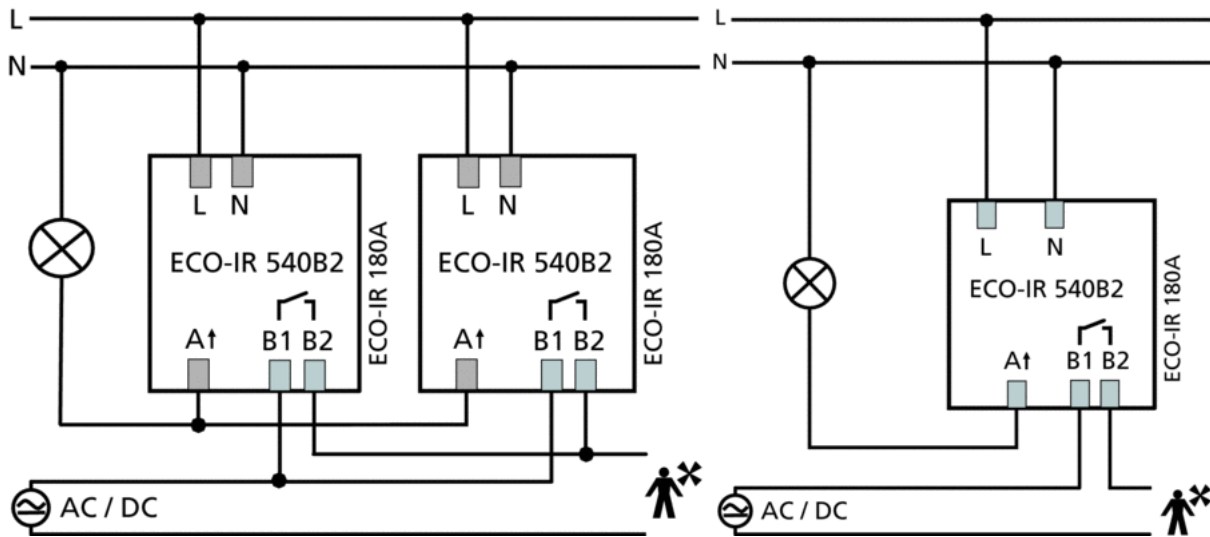 L
N
L N
ECO-IR 540B2
A↑ B1 B2
ECO-IR 180A
L N
ECO-IR 540B2
A↑ B1 B2
ECO-IR 180A
AC / DC
L
N
L N
ECO-IR 540B2
A↑ B1 B2
ECO-IR 180A
AC / DC